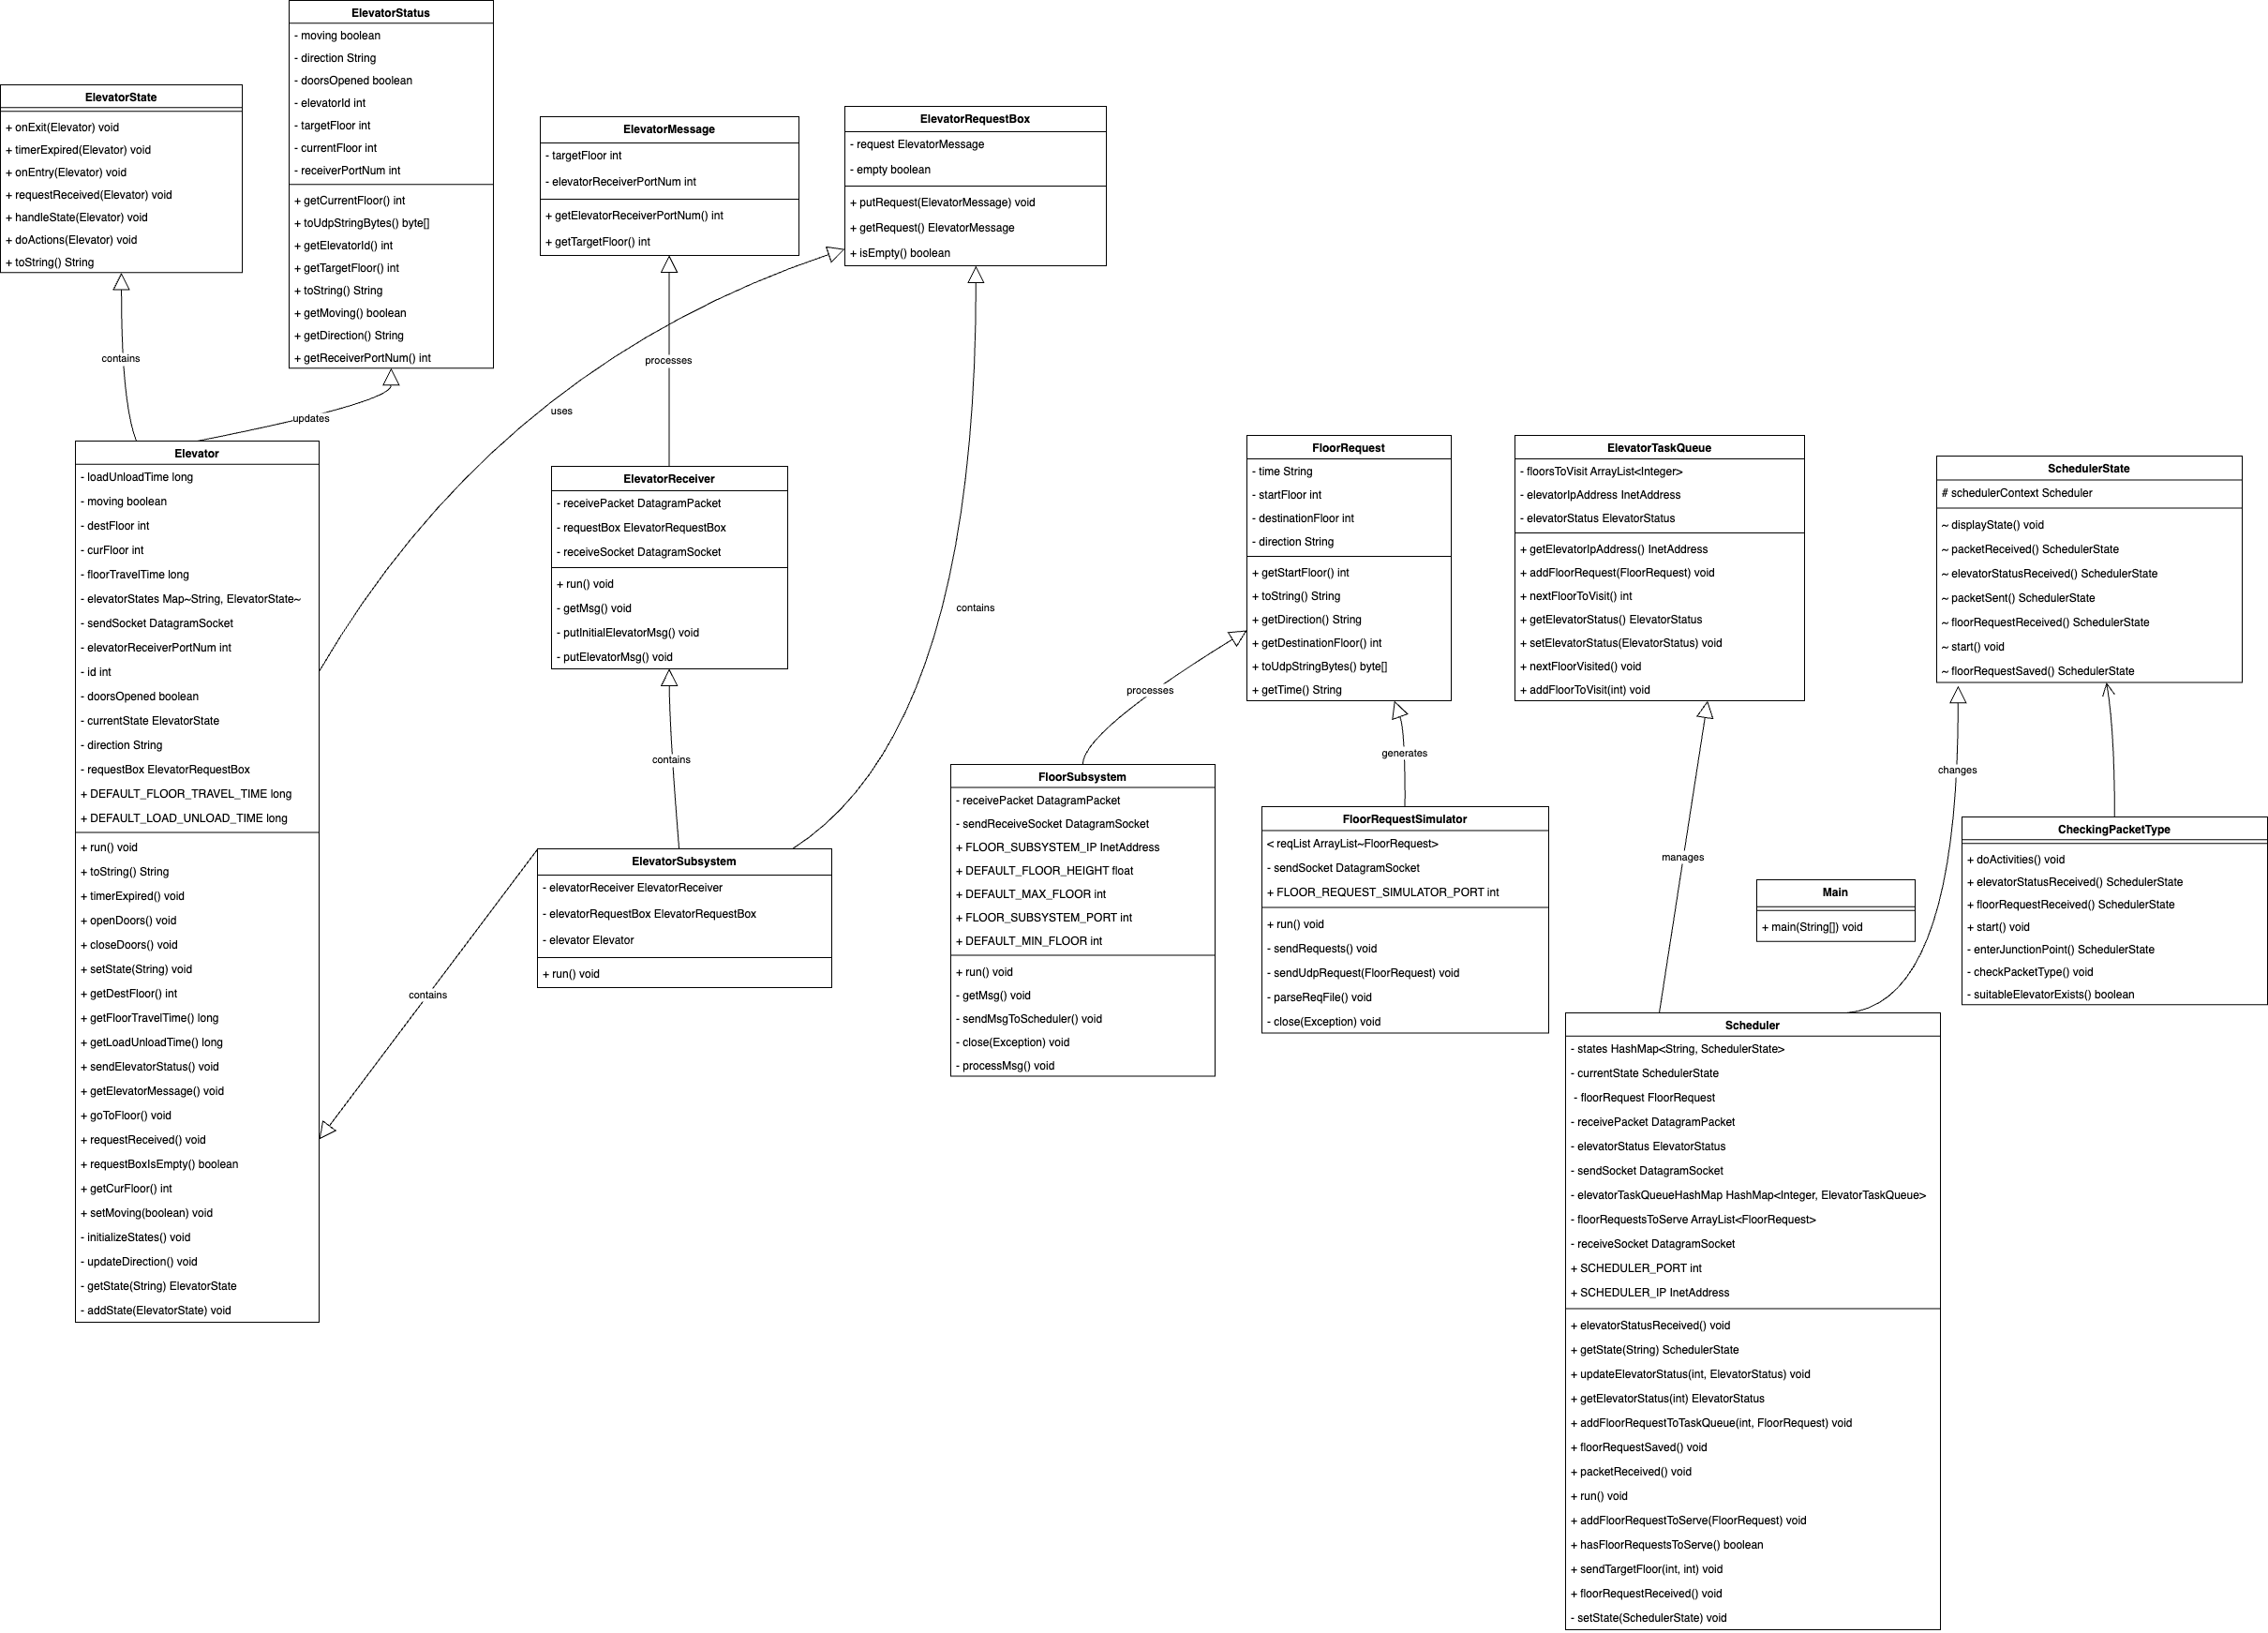 ElevatorStatus
- moving boolean
- direction String
- doorsOpened boolean
- elevatorId int
- targetFloor int
- currentFloor int
- receiverPortNum int
+ getCurrentFloor() int
+ toUdpStringBytes() byte[]
+ getElevatorId() int
+ getTargetFloor() int
+ toString() String
+ getMoving() boolean
+ getDirection() String
+ getReceiverPortNum() int
ElevatorState
+ onExit(Elevator) void
+ timerExpired(Elevator) void
+ onEntry(Elevator) void
+ requestReceived(Elevator) void
+ handleState(Elevator) void
+ doActions(Elevator) void
+ toString() String
ElevatorMessage
- targetFloor int
- elevatorReceiverPortNum int
+ getElevatorReceiverPortNum() int
+ getTargetFloor() int
ElevatorRequestBox
- request ElevatorMessage
- empty boolean
+ putRequest(ElevatorMessage) void
+ getRequest() ElevatorMessage
+ isEmpty() boolean
contains
updates
uses
processes
contains
Elevator
- loadUnloadTime long
- moving boolean
- destFloor int
- curFloor int
- floorTravelTime long
- elevatorStates Map~String, ElevatorState~
- sendSocket DatagramSocket
- elevatorReceiverPortNum int
- id int
- doorsOpened boolean
- currentState ElevatorState
- direction String
- requestBox ElevatorRequestBox
+ DEFAULT_FLOOR_TRAVEL_TIME long
+ DEFAULT_LOAD_UNLOAD_TIME long
+ run() void
+ toString() String
+ timerExpired() void
+ openDoors() void
+ closeDoors() void
+ setState(String) void
+ getDestFloor() int
+ getFloorTravelTime() long
+ getLoadUnloadTime() long
+ sendElevatorStatus() void
+ getElevatorMessage() void
+ goToFloor() void
+ requestReceived() void
+ requestBoxIsEmpty() boolean
+ getCurFloor() int
+ setMoving(boolean) void
- initializeStates() void
- updateDirection() void
- getState(String) ElevatorState
- addState(ElevatorState) void
ElevatorReceiver
- receivePacket DatagramPacket
- requestBox ElevatorRequestBox
- receiveSocket DatagramSocket
+ run() void
- getMsg() void
- putInitialElevatorMsg() void
- putElevatorMsg() void
contains
ElevatorSubsystem
- elevatorReceiver ElevatorReceiver
- elevatorRequestBox ElevatorRequestBox
- elevator Elevator
+ run() void
contains
FloorRequest
- time String
- startFloor int
- destinationFloor int
- direction String
+ getStartFloor() int
+ toString() String
+ getDirection() String
+ getDestinationFloor() int
+ toUdpStringBytes() byte[]
+ getTime() String
processes
generates
FloorSubsystem
- receivePacket DatagramPacket
- sendReceiveSocket DatagramSocket
+ FLOOR_SUBSYSTEM_IP InetAddress
+ DEFAULT_FLOOR_HEIGHT float
+ DEFAULT_MAX_FLOOR int
+ FLOOR_SUBSYSTEM_PORT int
+ DEFAULT_MIN_FLOOR int
+ run() void
- getMsg() void
- sendMsgToScheduler() void
- close(Exception) void
- processMsg() void
FloorRequestSimulator
< reqList ArrayList~FloorRequest>
- sendSocket DatagramSocket
+ FLOOR_REQUEST_SIMULATOR_PORT int
+ run() void
- sendRequests() void
- sendUdpRequest(FloorRequest) void
- parseReqFile() void
- close(Exception) void
ElevatorTaskQueue
- floorsToVisit ArrayList<Integer>
- elevatorIpAddress InetAddress
- elevatorStatus ElevatorStatus
+ getElevatorIpAddress() InetAddress
+ addFloorRequest(FloorRequest) void
+ nextFloorToVisit() int
+ getElevatorStatus() ElevatorStatus
+ setElevatorStatus(ElevatorStatus) void
+ nextFloorVisited() void
+ addFloorToVisit(int) void
manages
SchedulerState
# schedulerContext Scheduler
~ displayState() void
~ packetReceived() SchedulerState
~ elevatorStatusReceived() SchedulerState
~ packetSent() SchedulerState
~ floorRequestReceived() SchedulerState
~ start() void
~ floorRequestSaved() SchedulerState
changes
Main
+ main(String[]) void
CheckingPacketType
+ doActivities() void
+ elevatorStatusReceived() SchedulerState
+ floorRequestReceived() SchedulerState
+ start() void
- enterJunctionPoint() SchedulerState
- checkPacketType() void
- suitableElevatorExists() boolean
Scheduler
- states HashMap<String, SchedulerState>
- currentState SchedulerState
- floorRequest FloorRequest
- receivePacket DatagramPacket
- elevatorStatus ElevatorStatus
- sendSocket DatagramSocket
- elevatorTaskQueueHashMap HashMap<Integer, ElevatorTaskQueue>
- floorRequestsToServe ArrayList<FloorRequest>
- receiveSocket DatagramSocket
+ SCHEDULER_PORT int
+ SCHEDULER_IP InetAddress
+ elevatorStatusReceived() void
+ getState(String) SchedulerState
+ updateElevatorStatus(int, ElevatorStatus) void
+ getElevatorStatus(int) ElevatorStatus
+ addFloorRequestToTaskQueue(int, FloorRequest) void
+ floorRequestSaved() void
+ packetReceived() void
+ run() void
+ addFloorRequestToServe(FloorRequest) void
+ hasFloorRequestsToServe() boolean
+ sendTargetFloor(int, int) void
+ floorRequestReceived() void
- setState(SchedulerState) void